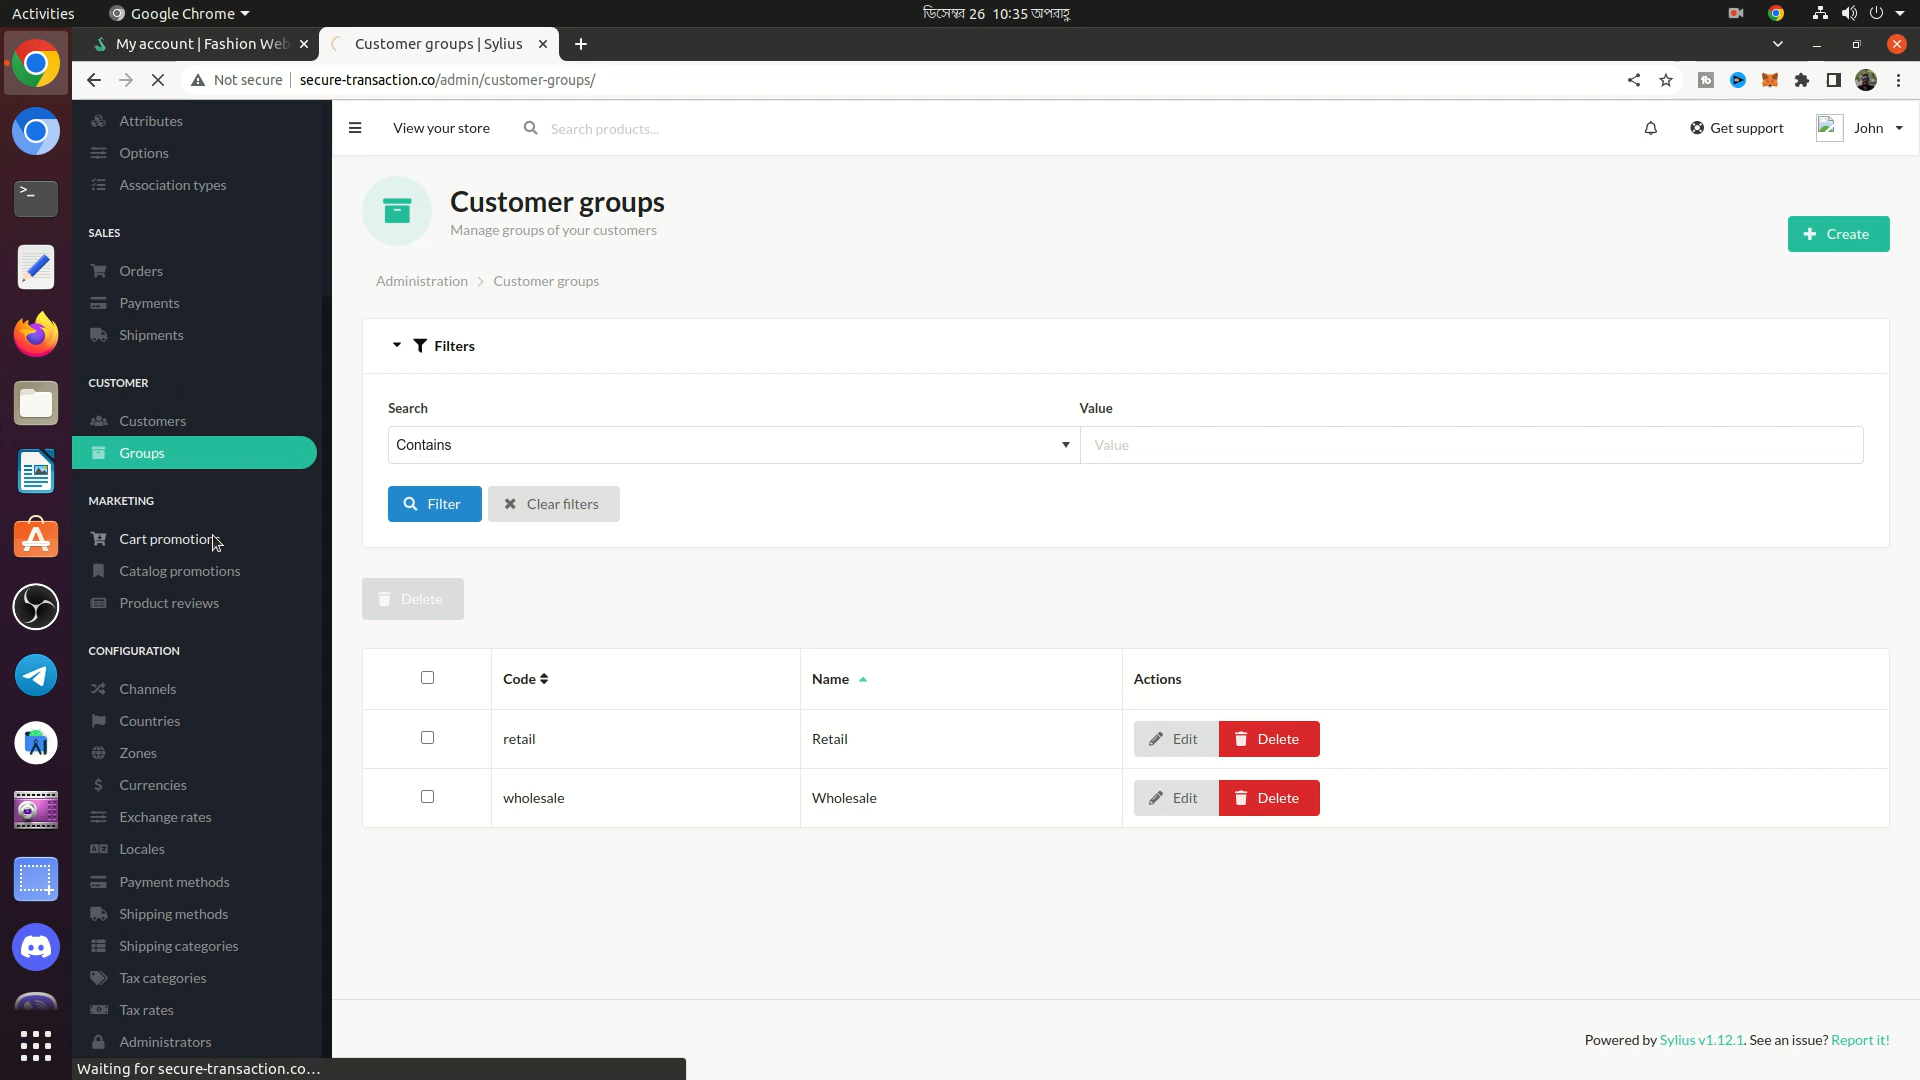 Activities
Google Chrome
ডিসেম্বর 26 10:35 অপরাহ্ণ
My account | Fashion Web
Customer groups | Sylius
Not secure
secure-transaction.co/admin/customer-groups/
Attributes
Options
Association types
SALES
Orders
Payments
Shipments
CUSTOMER
Customers
Groups
MARKETING
Cart promotions
Catalog promotions
Product reviews
CONFIGURATION
Channels
Countries
Zones
Currencies
Exchange rates
Locales
Payment methods
Shipping methods
Shipping categories
Tax categories
Tax rates
Administrators
Waiting for secure-transaction.co...
View your store
Search products...
Get support
John
Customer groups
Manage groups of your customers
Create
Administration > Customer groups
Filters
Search
Value
Contains
Value
Filter
Clear filters
Delete
Code
Name
Actions
retail
Retail
Edit
Delete
wholesale
Wholesale
Edit
Delete
Powered by Sylius v1.12.1. See an issue? Report it!